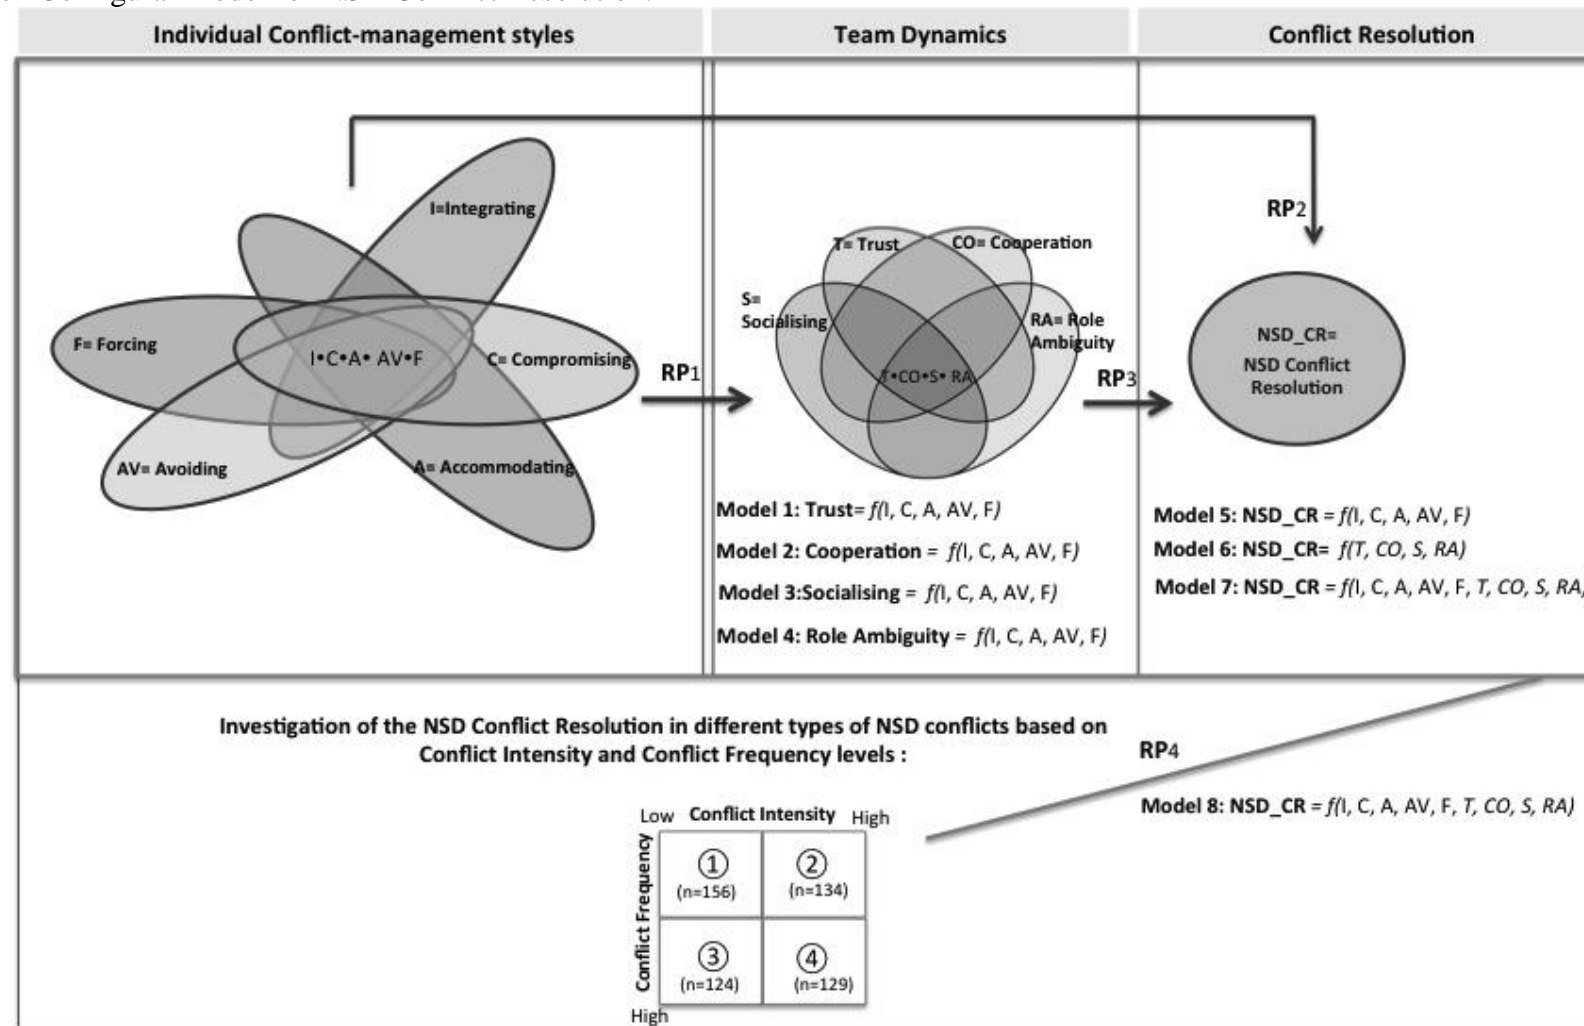 Individual Conflict-management styles
Team Dynamics
Conflict Resolution
I=Integrating
F= Forcing
I•C•A• AV•F
C= Compromising
AV= Avoiding
A= Accommodating
RP1
T= Trust
CO= Cooperation
S=
Socialising
RA= Role
Ambiguity
T•CO•S• RA
RP3
RP2
NSD_CR=
NSD Conflict
Resolution
Model 1: Trust= f(I, C, A, AV, F)
Model 2: Cooperation = f(I, C, A, AV, F)
Model 3:Socialising = f(I, C, A, AV, F)
Model 4: Role Ambiguity = f(I, C, A, AV, F)
Model 5: NSD_CR = f(I, C, A, AV, F)
Model 6: NSD_CR= f(T, CO, S, RA)
Model 7: NSD_CR = f(I, C, A, AV, F, T, CO, S, RA)
Investigation of the NSD Conflict Resolution in different types of NSD conflicts based on
Conflict Intensity and Conflict Frequency levels :
RP4
Model 8: NSD_CR = f(I, C, A, AV, F, T, CO, S, RA)
Low Conflict Intensity High
Conflict Frequency
1
(n=156)
2
(n=134)
3
(n=124)
4
(n=129)
High